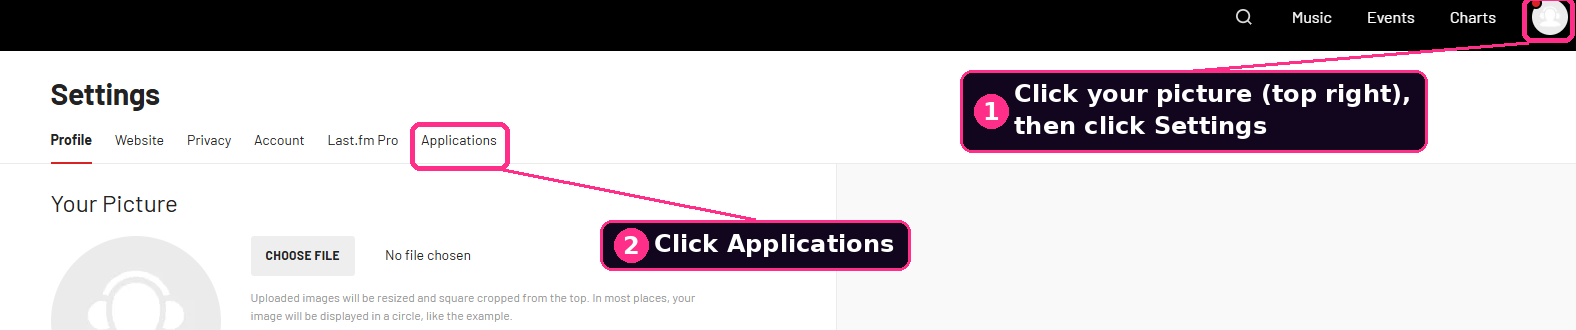 Music Events Charts
Settings
Profile Website Privacy Account Last.fm Pro Applications
1 Click your picture (top right),
then click Settings
Your Picture
2 Click Applications
CHOOSE FILE No file chosen
Uploaded images will be resized and square cropped from the top. In most places, your
image will be displayed in a circle, like the example.